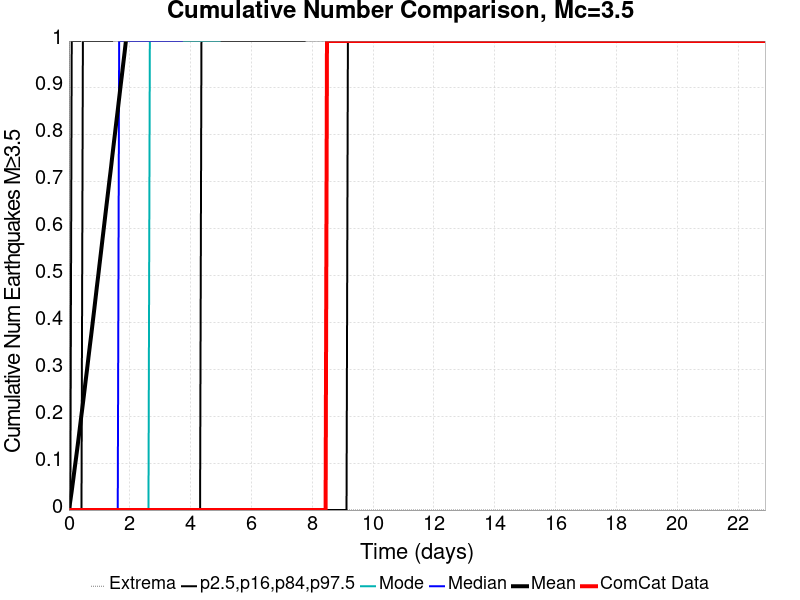 Cumulative Number Comparison, Mc=3.5
Cumulative Num Earthquakes M≥3.5
1
0.9
0.8
0.7
0.6
0.5
0.4
0.3
0.2
0.1
0
0 2 4 6 8 10 12 14 16 18 20 22
Time (days)
Extrema p2.5,p16,p84,p97.5 Mode Median Mean ComCat Data